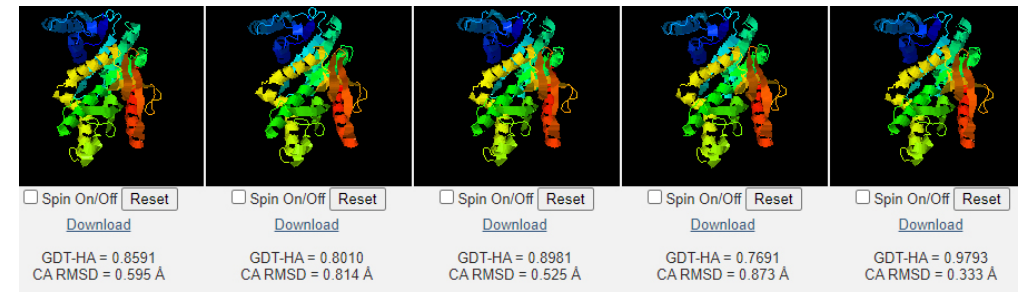 Spin On/Off Reset Spin On/Off Reset Spin On/Off Reset Spin On/Off Reset Spin On/Off Reset
Download Download Download Download Download
GDT-HA = 0.8591 GDT-HA = 0.8010 GDT-HA = 0.8981 GDT-HA = 0.7691 GDT-HA = 0.9793
CA RMSD = 0.595 Å CA RMSD = 0.814 Å CA RMSD = 0.525 Å CA RMSD = 0.873 Å CA RMSD = 0.333 Å